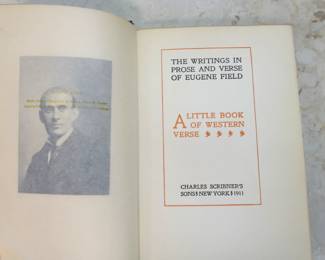 THE WRITINGS IN
PROSE AND VERSE
OF EUGENE FIELD
A LITTLE BOOK
OF WESTERN
VERSE
CHARLES SCRIBNER'S
SONS NEW YORK 1911